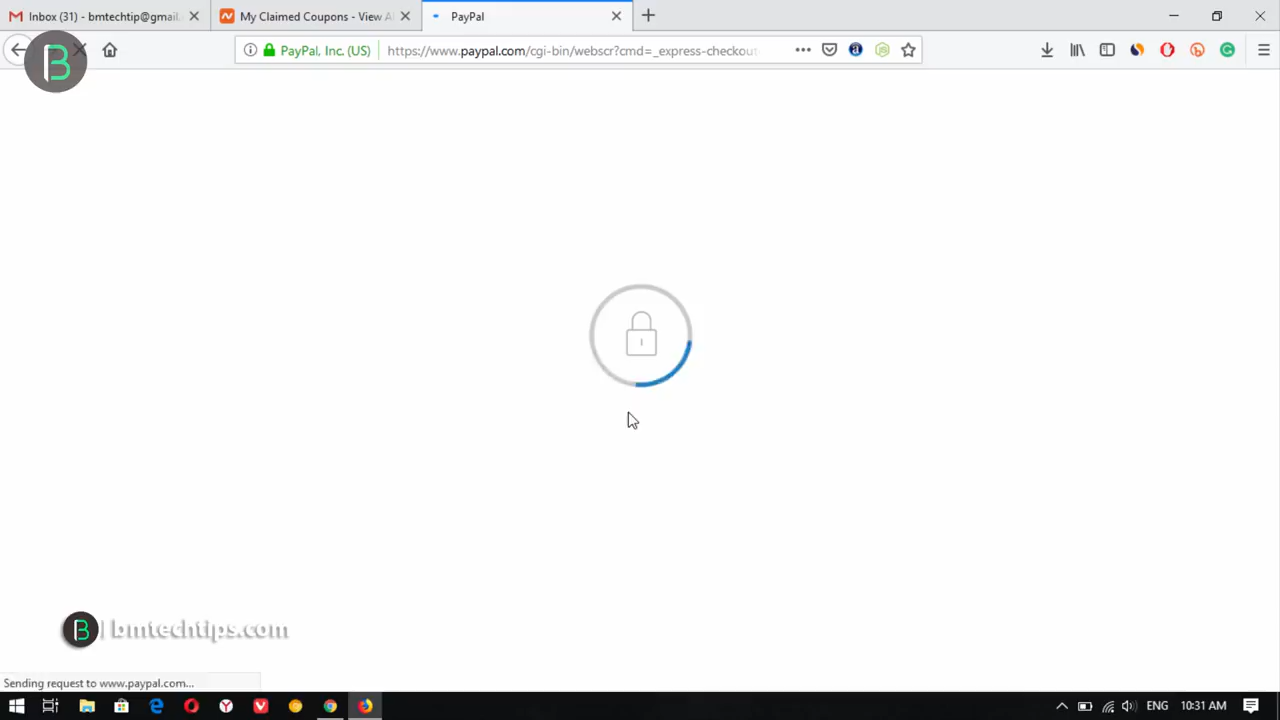 Inbox (31) - bmtechtip@gmail.
My Claimed Coupons - View Al
PayPal
PayPal, Inc. (US)
https://www.paypal.com/cgi-bin/webscr?cmd=_express-checkout
B
B | bmtechtips.com
Sending request to www.paypal.com...
ENG
10:31 AM